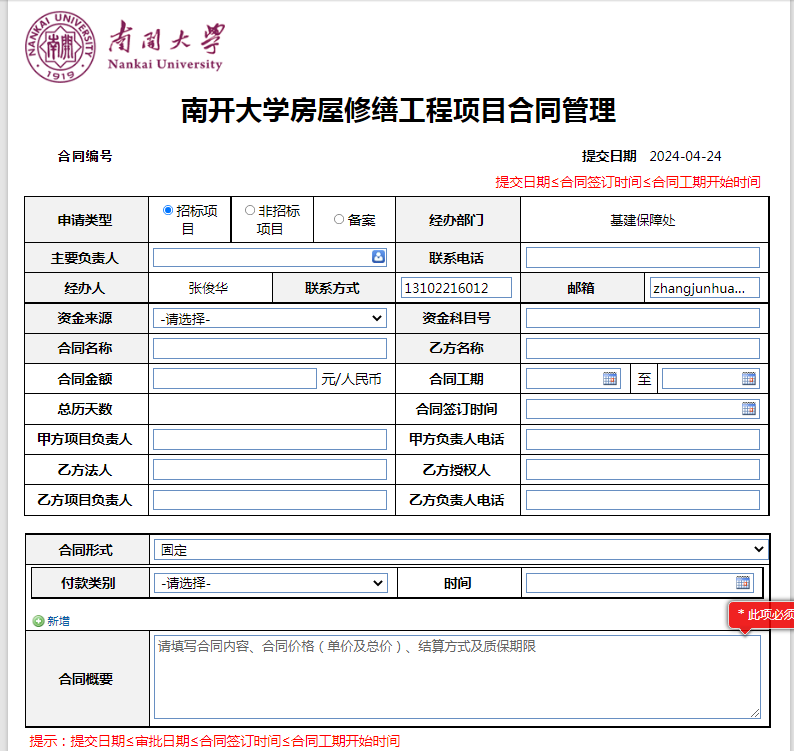 NANKAI UNIVERSITY
南開
1919
南開大學
Nankai University
南开大学房屋修缮工程项目合同管理
合同编号 提交日期 2024-04-24
提交日期≤合同签订时间≤合同工期开始时间
申请类型 招标项目 非招标项目 备案 经办部门 基建保障处
主要负责人 联系电话
经办人 张俊华 联系方式 13102216012 邮箱 zhangjunhua...
资金来源 -请选择- 资金科目号
合同名称 乙方名称
合同金额 元/人民币 合同工期 至
总历天数 合同签订时间
甲方项目负责人 甲方负责人电话
乙方法人 乙方授权人
乙方项目负责人 乙方负责人电话
合同形式 固定
付款类别 -请选择- 时间
新增
* 此项必须
合同概要 请填写合同内容、合同价格（单价及总价）、结算方式及质保期限
提示：提交日期≤审批日期≤合同签订时间≤合同工期开始时间